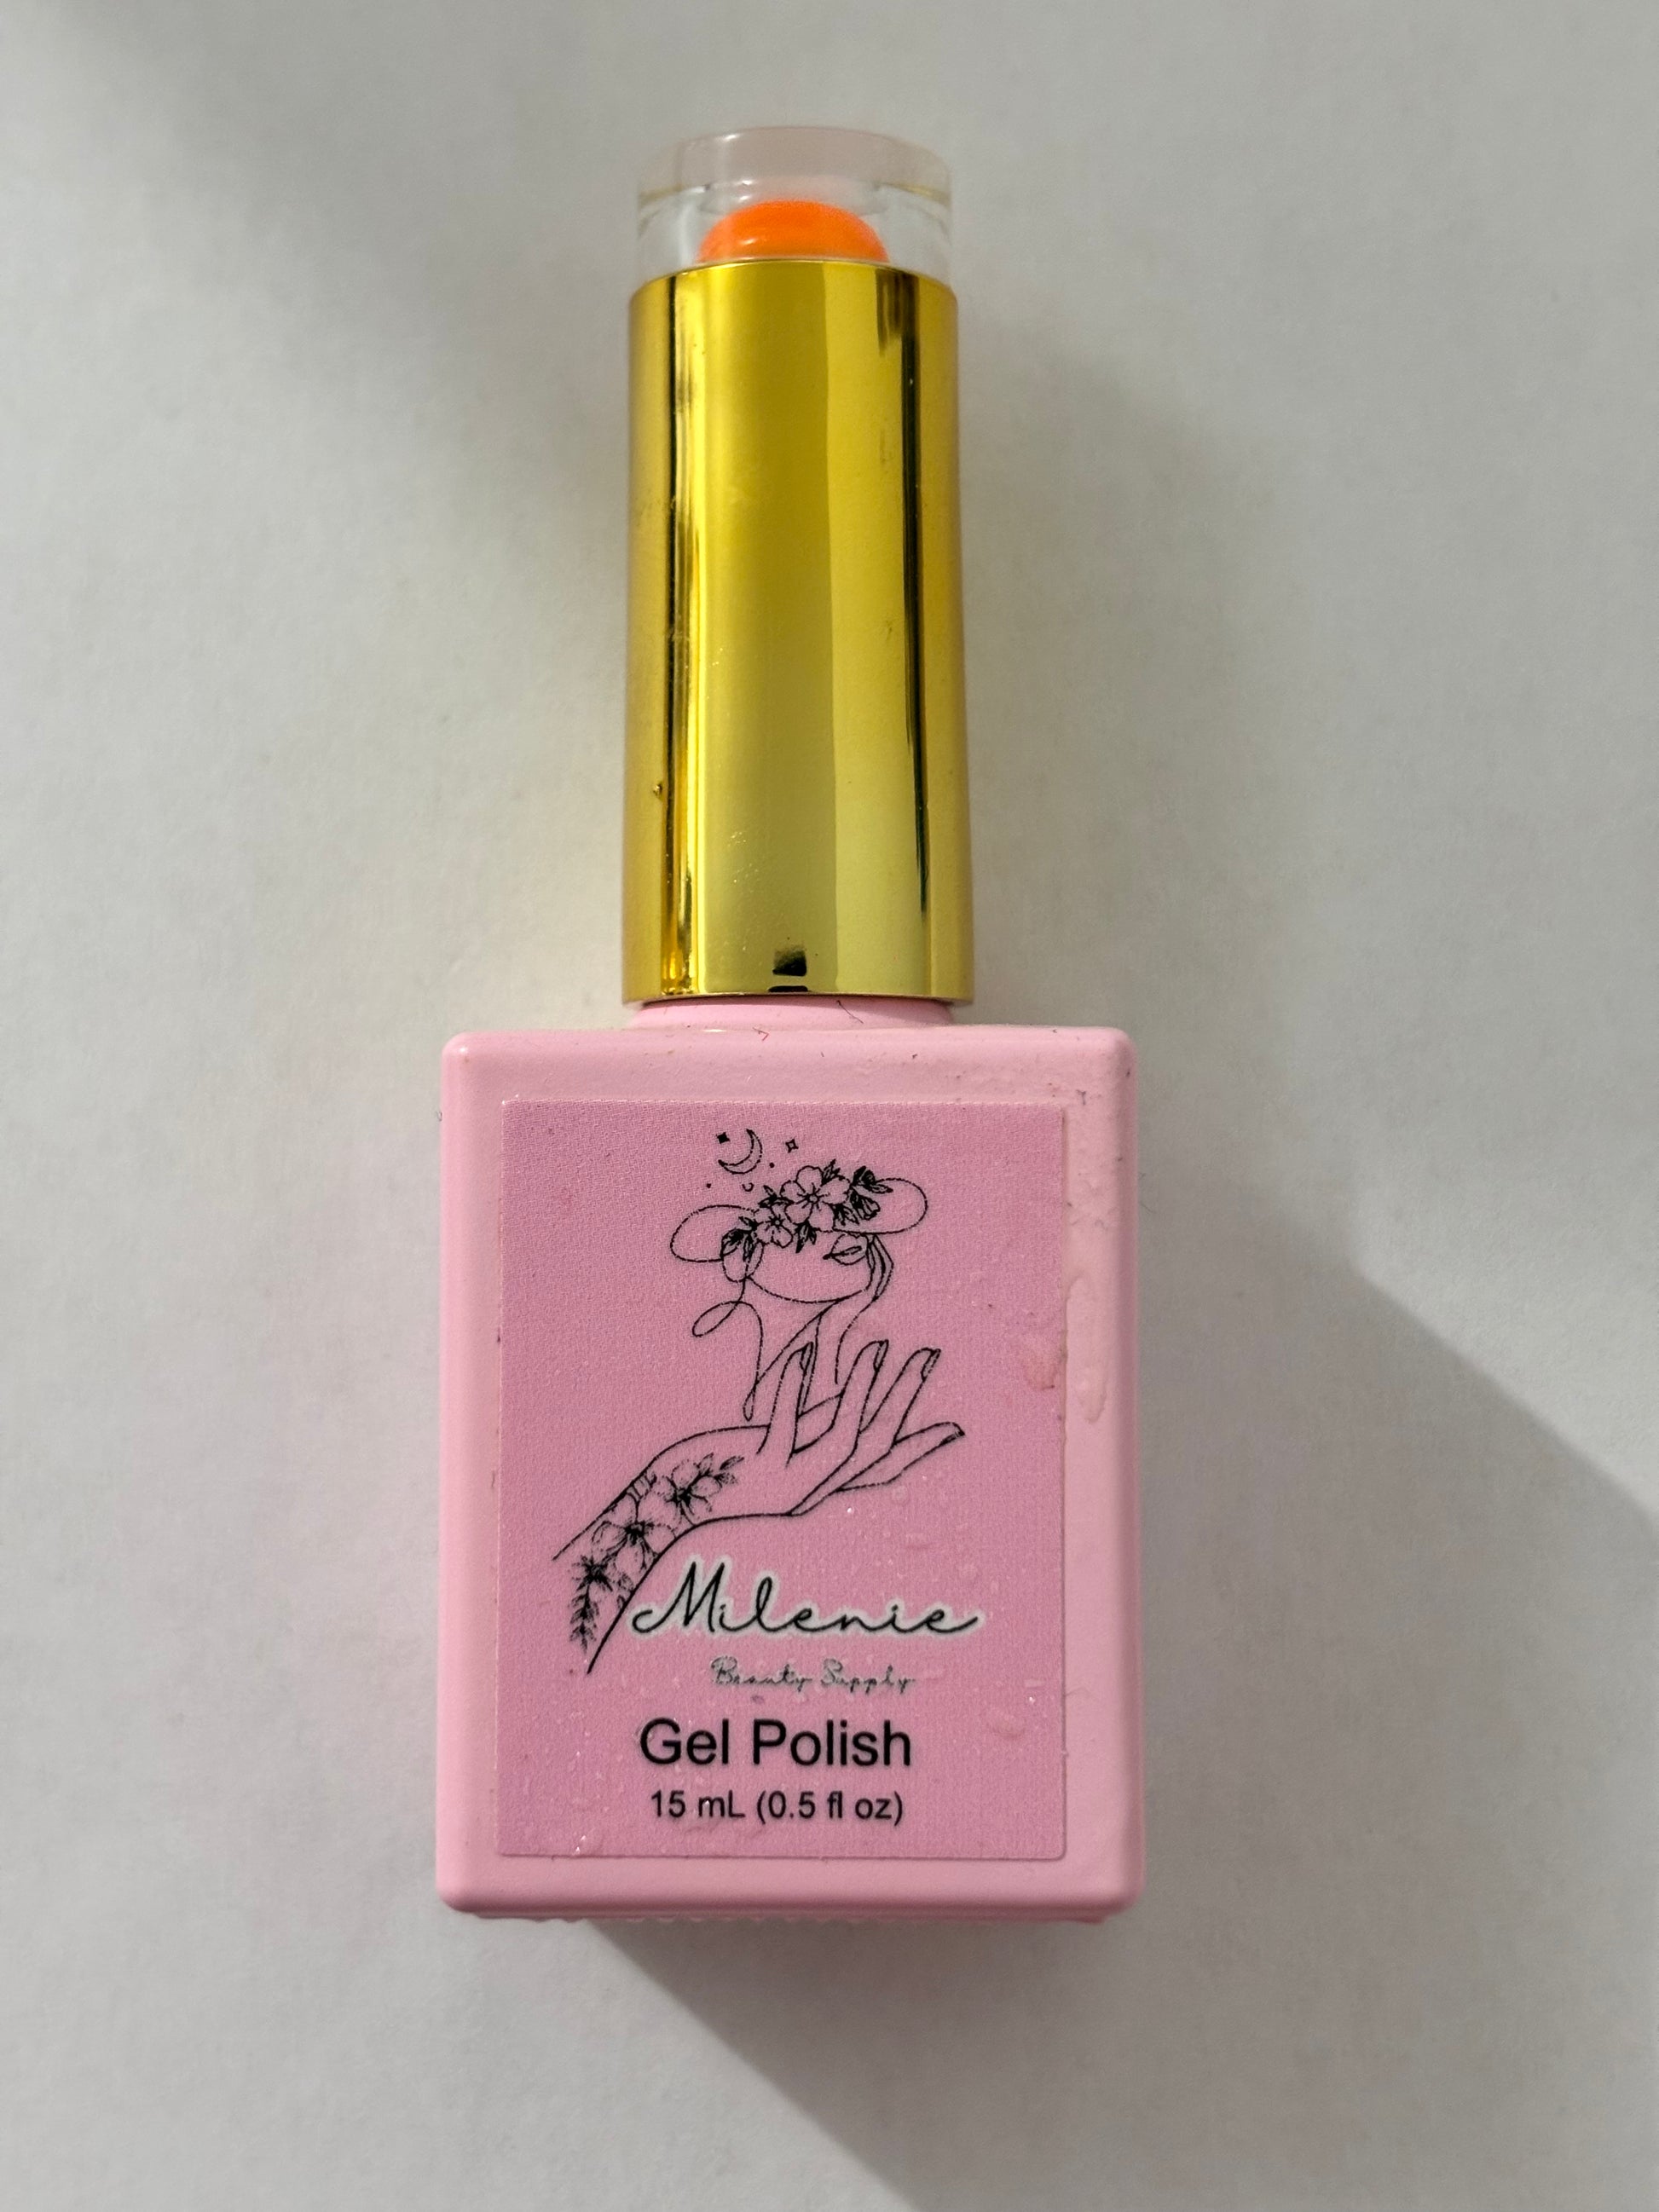 Milenie
Beauty Supply
Gel Polish
15 mL (0.5 fl oz)